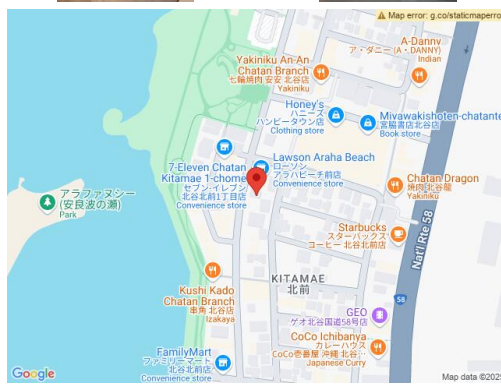 Map error: g.co/staticmaperro
A-Danny
ア・ダニー (A・DANNY)
Indian
Yakiniku An-An
Chatan Branch
七輪焼肉 安安 北谷店
Yakiniku
Honey's
ハニーズ
ハンビータウン店
Clothing store
Miyawakishoten-chatante
宮脇書店北谷店
Book store
7-Eleven Chatan
Kitamae 1-chome
セブン-イレブン
北谷北前1丁目店
Convenience store
Lawson Araha Beach
ローソン
アラハビーチ前店
Convenience store
Chatan Dragon
焼肉 北谷龍
Yakiniku
アラファヌシー
(安良波の瀬)
Park
Starbucks
スターバックス
コーヒー 北谷北前店
Nat'l Rte 58
KITAMAE
北前
Kushi Kado
Chatan Branch
串角 北谷店
Izakaya
58
GEO
ゲオ北谷国道58号店
CoCo Ichibanya
カレーハウス
CoCo壱番屋 沖縄 北谷…
Japanese Curry
FamilyMart
ファミリーマート
北谷北前店
Convenience store
Google
Map data ©2025